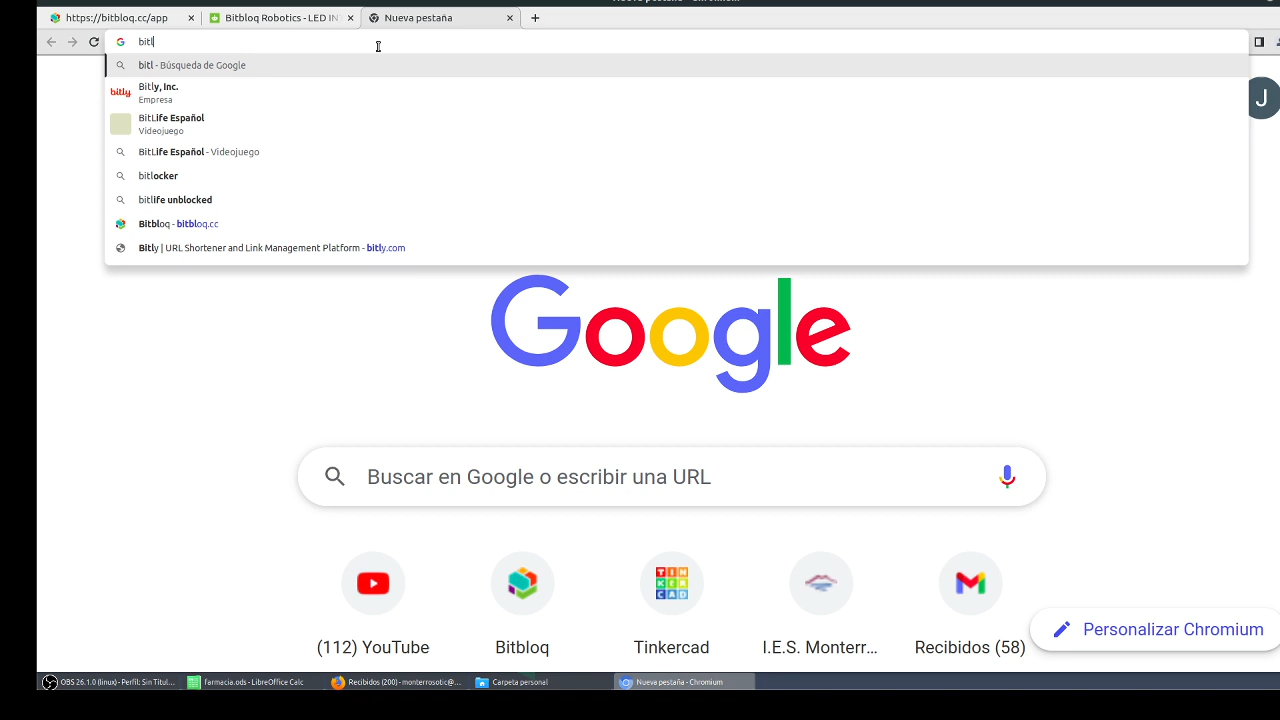 https://bitbloq.cc/app
Bitbloq Robotics - LED IN
Nueva pestaña
bitl
bitl - Búsqueda de Google
bitly
Bitly, Inc.
Empresa
BitLife Español
Videojuego
BitLife Español - Videojuego
bitlocker
bitlife unblocked
Bitbloq - bitbloq.cc
Bitly | URL Shortener and Link Management Platform - bitly.com
J
Google
Buscar en Google o escribir una URL
TINKERCAD
(112) YouTube
Bitbloq
Tinkercad
I.E.S. Monterr...
Recibidos (58)
Personalizar Chromium
OBS 26.1.0 (linux) - Perfil: Sin Titul...
farmacia.ods - LibreOffice Calc
Recibidos (200) - monterrosotic@...
Carpeta personal
Nueva pestaña - Chromium